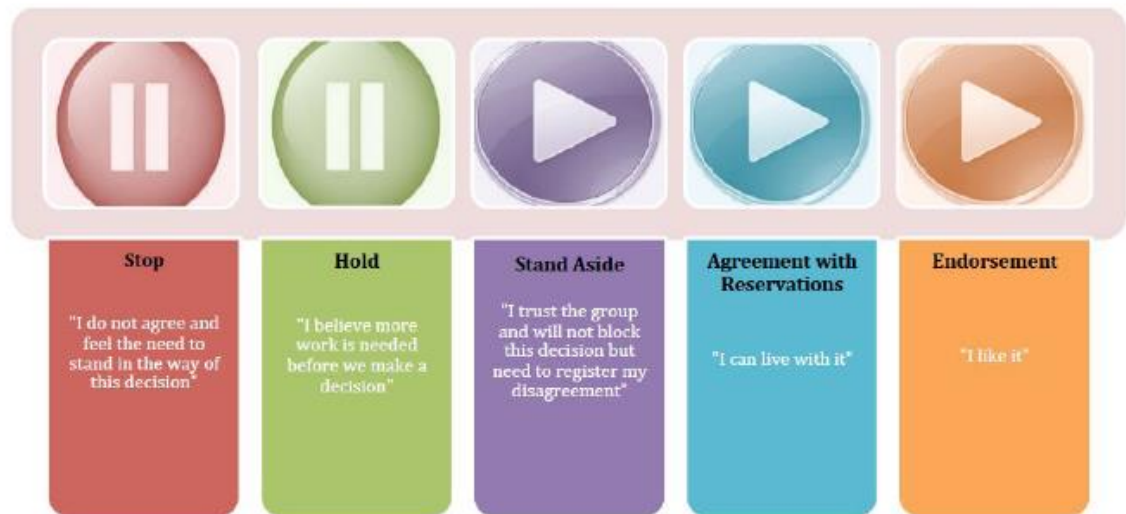 Stop
"I do not agree and
feel the need to
stand in the way of
this decision"
Hold
"I believe more
work is needed
before we make a
decision"
Stand Aside
"I trust the group
and will not block
this decision but
need to register my
disagreement"
Agreement with
Reservations
"I can live with it"
Endorsement
"I like it"